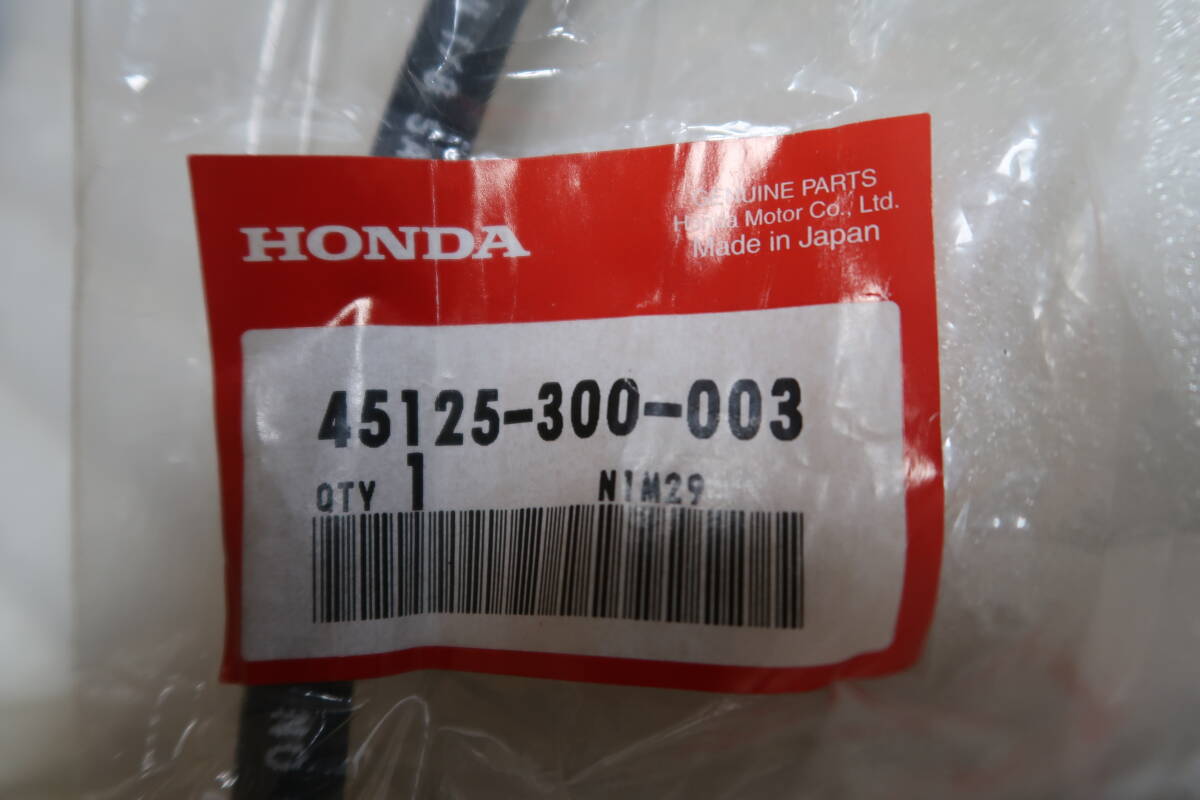 HONDA
GENUINE PARTS
Honda Motor Co., Ltd.
Made in Japan
45125-300-003
QTY 1 N1M29